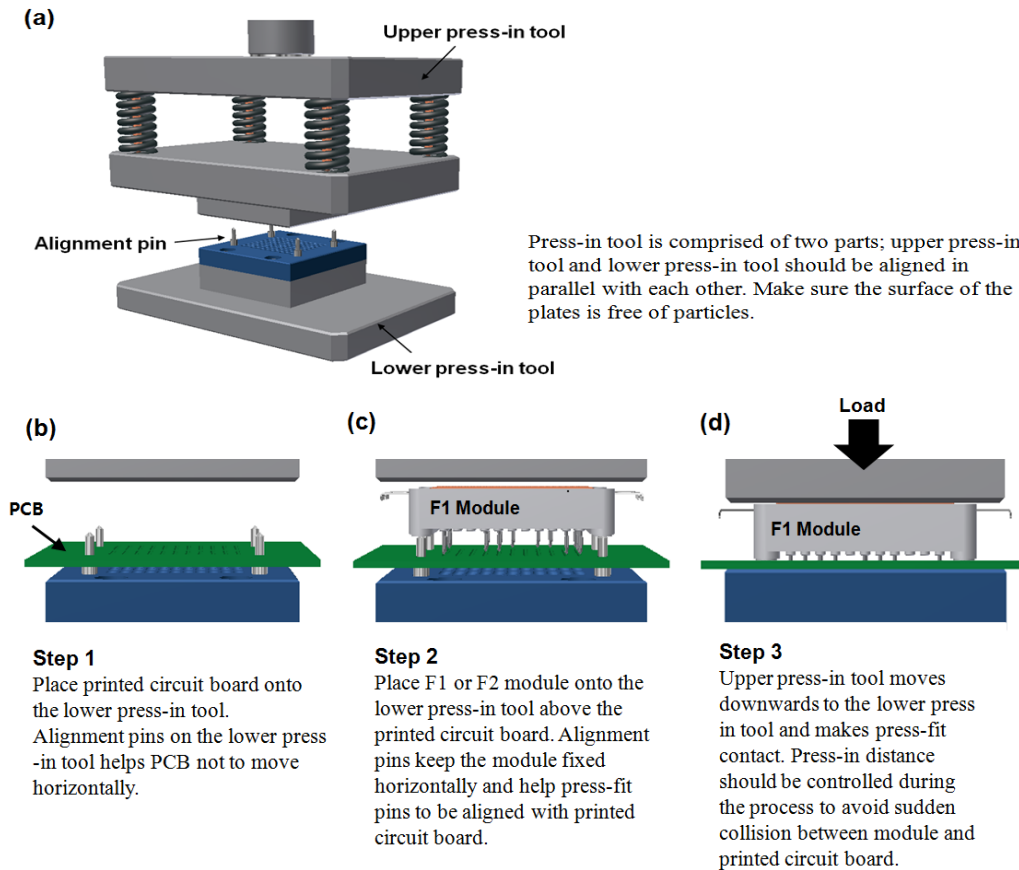 (a)
Upper press-in tool
Alignment pin
Lower press-in tool
Press-in tool is comprised of two parts; upper press-in
tool and lower press-in tool should be aligned in
parallel with each other. Make sure the surface of the
plates is free of particles.
(b)
PCB
Step 1
Place printed circuit board onto
the lower press-in tool.
Alignment pins on the lower press
-in tool helps PCB not to move
horizontally.
(c)
F1 Module
Step 2
Place F1 or F2 module onto the
lower press-in tool above the
printed circuit board. Alignment
pins keep the module fixed
horizontally and help press-fit
pins to be aligned with printed
circuit board.
(d)
Load
F1 Module
Step 3
Upper press-in tool moves
downwards to the lower press
in tool and makes press-fit
contact. Press-in distance
should be controlled during
the process to avoid sudden
collision between module and
printed circuit board.